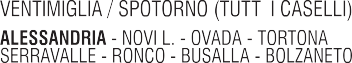 VENTIMIGLIA / SPOTORNO (TUTT I CASELLI)
ALESSANDRIA - NOVI L. - OVADA - TORTONA
SERRAVALLE - RONCO - BUSALLA - BOLZANETO